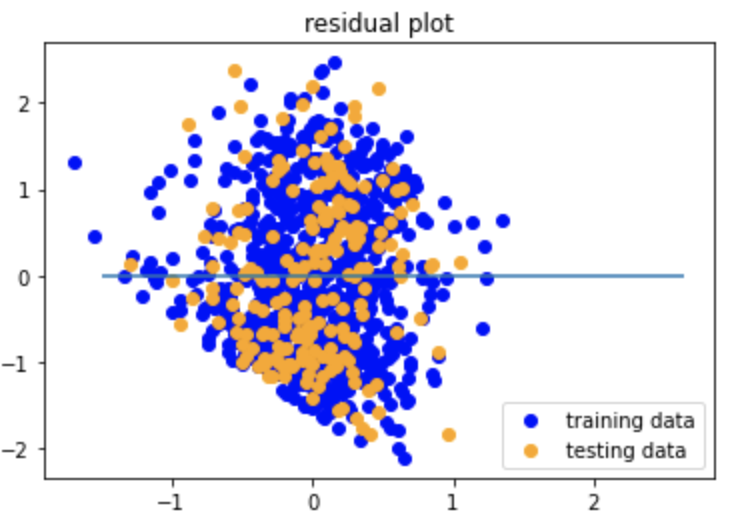 residual plot
2
1
0
−1
−2
training data
testing data
−1 0 1 2